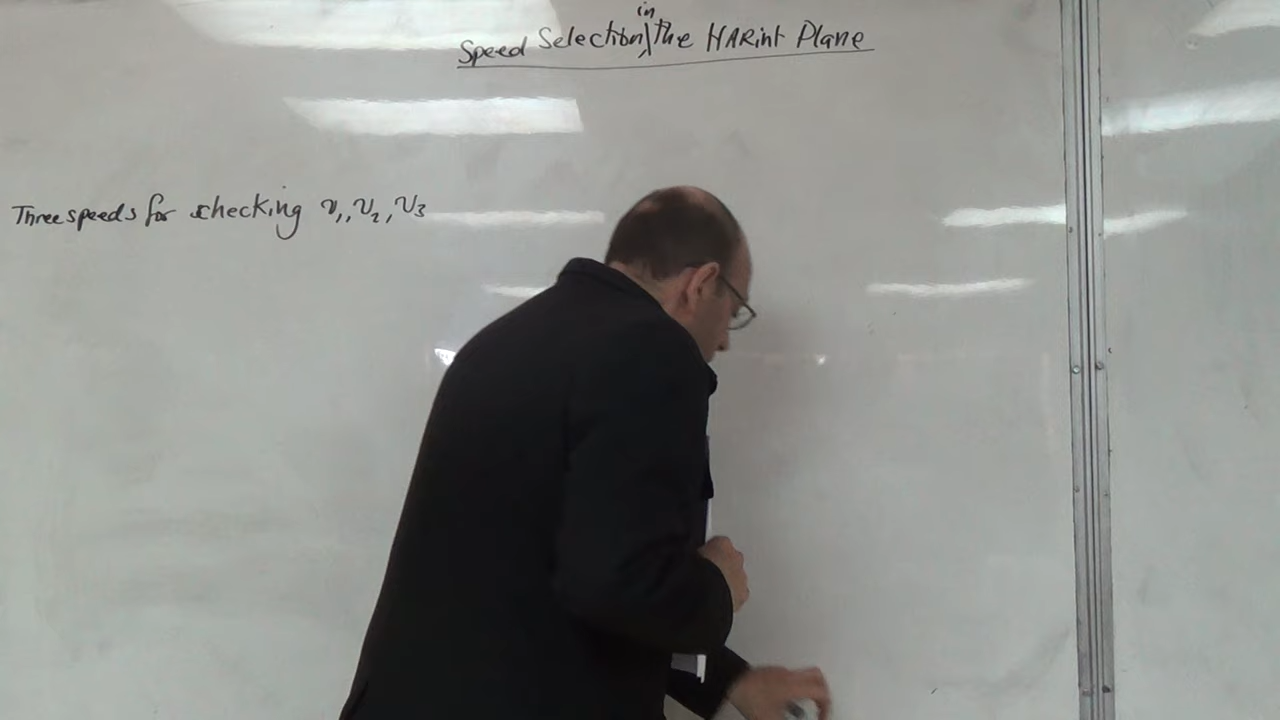 Speed Selection in the HARint Plane
Three speeds for checking v1, v2, v3